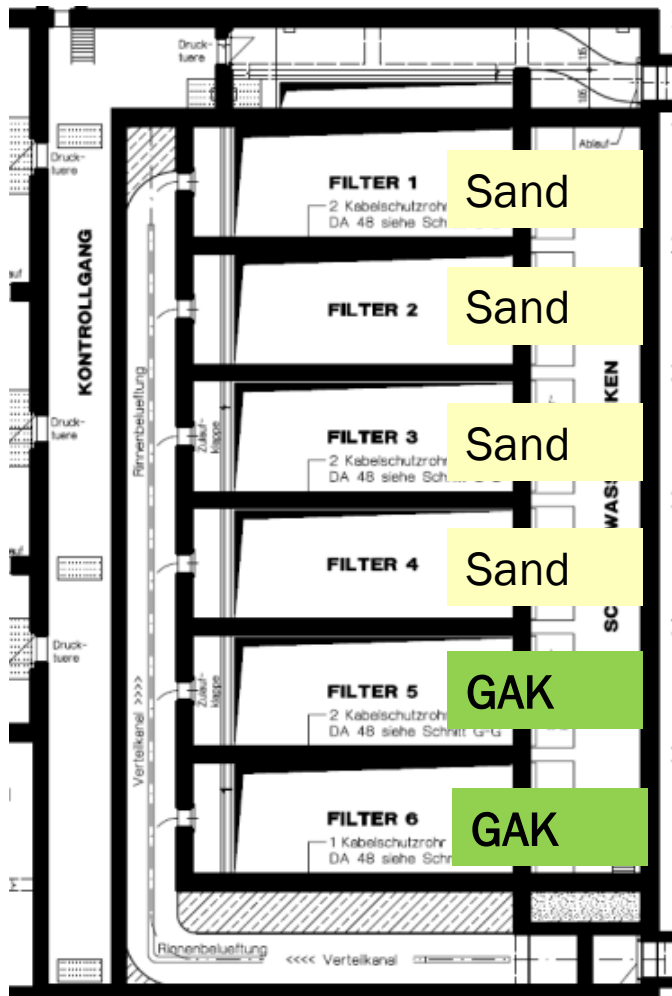 Druck-
tuere
Ablauf
Druck-
tuere
FILTER 1
Sand
2 Kabelschutzrohr
DA 48 siehe
KONTROLLGANG
FILTER 2
Sand
Rinnenbelueftung
Druck-
tuere
Zulauf-
klappe
FILTER 3
Sand
2 Kabelschutzrohr
DA 48 siehe
FILTER 4
Sand
Druck-
tuere
Zulauf-
klappe
FILTER 5
GAK
2 Kabelschutzrohr
DA 48 siehe Schnitt G-G
Verteilkanal >>>>
FILTER 6
GAK
1 Kabelschutzrohr
DA 48 siehe
Rinnenbelueftung
<<<< Verteilkanal